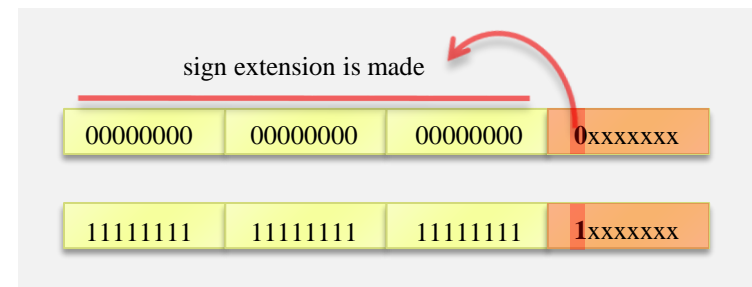 sign extension is made
00000000 00000000 00000000 0xxxxxxx
11111111 11111111 11111111 1xxxxxxx